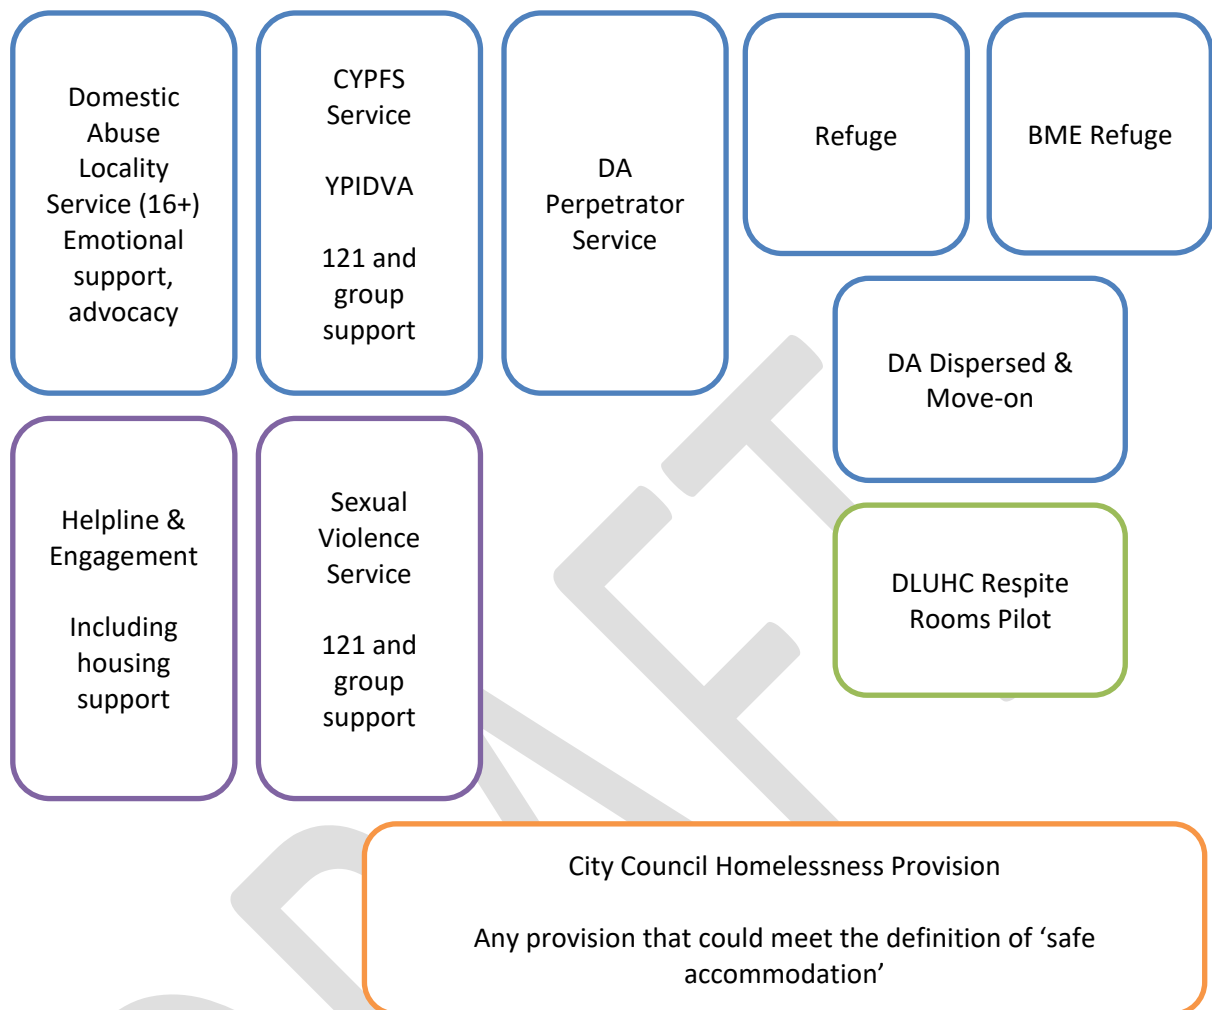 Domestic
Abuse
Locality
Service (16+)
Emotional
support,
advocacy
CYPFS
Service
YPIDVA
121 and
group
support
DA
Perpetrator
Service
Refuge
BME Refuge
DA Dispersed &
Move-on
Helpline &
Engagement
Including
housing
support
Sexual
Violence
Service
121 and
group
support
DLUHC Respite
Rooms Pilot
City Council Homelessness Provision
Any provision that could meet the definition of ‘safe
accommodation’
DRAFT